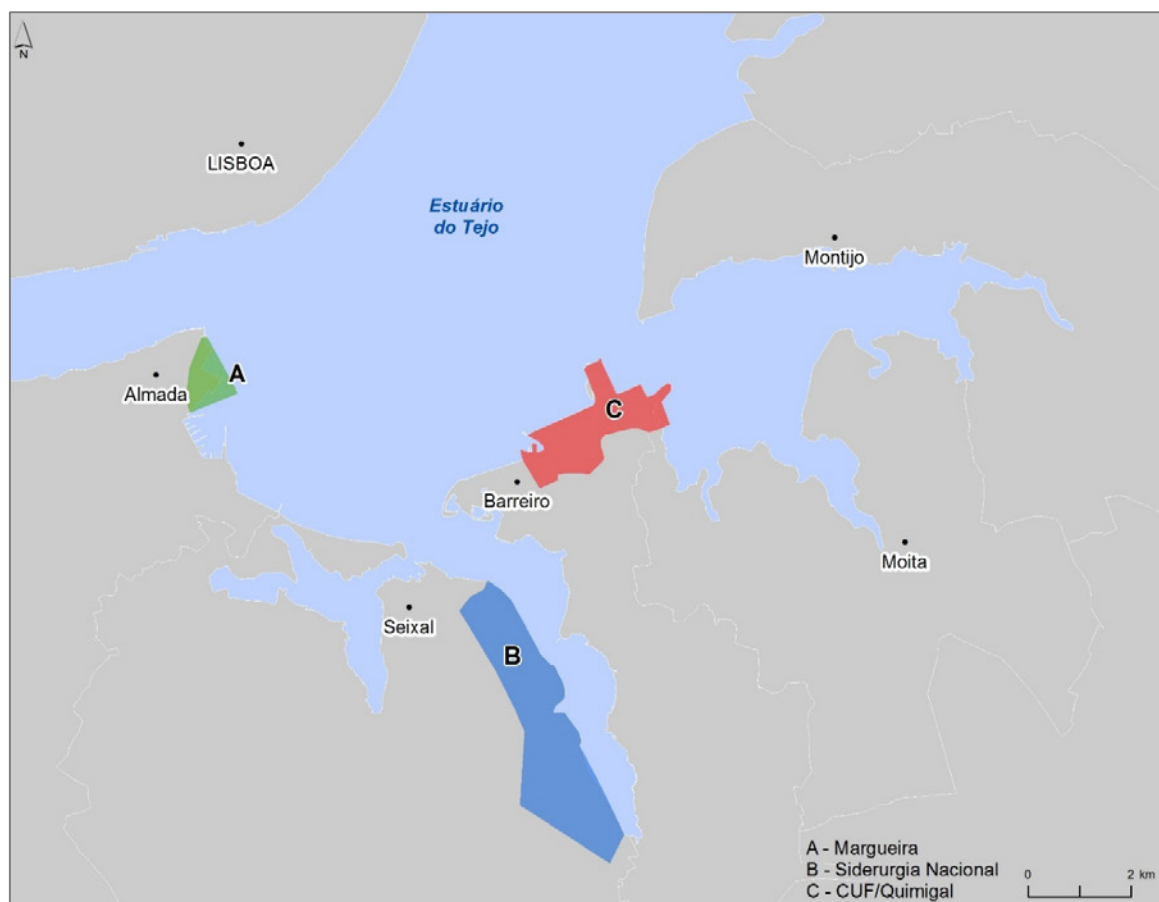 N
LISBOA
Estuário
do Tejo
Montijo
A
Almada
C
Barreiro
Moita
Seixal
B
A - Margueira
B - Siderurgia Nacional
C - CUF/Quimigal
0 2 km